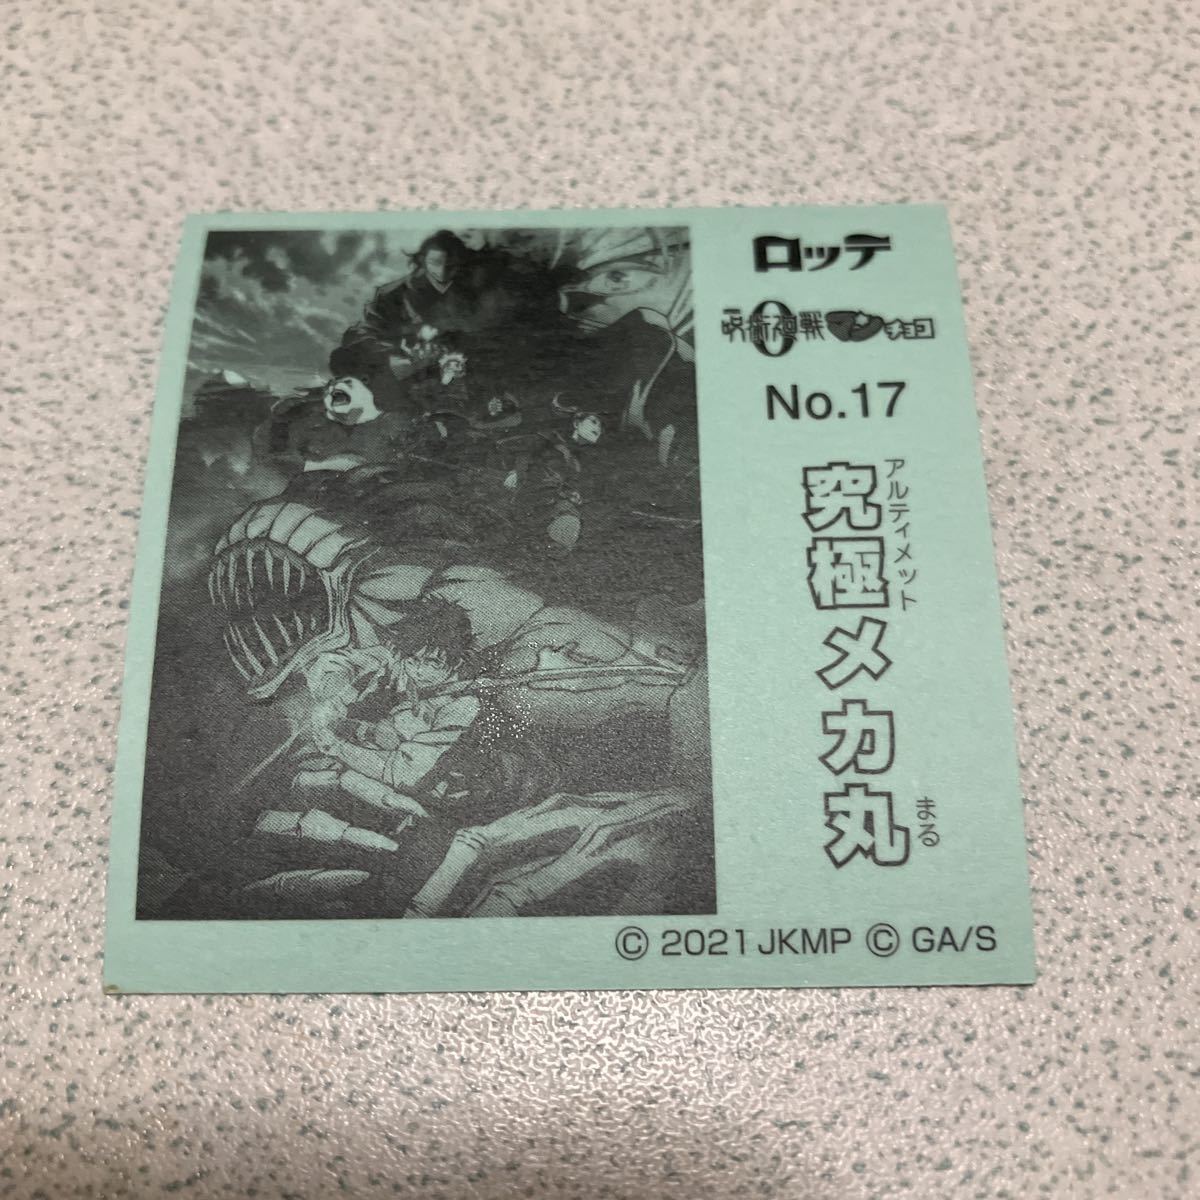 ロッテ
呪術廻戦0マンチョコ
No.17
究極メカ丸
アルティメット
まる
© 2021 JKMP © GA/S